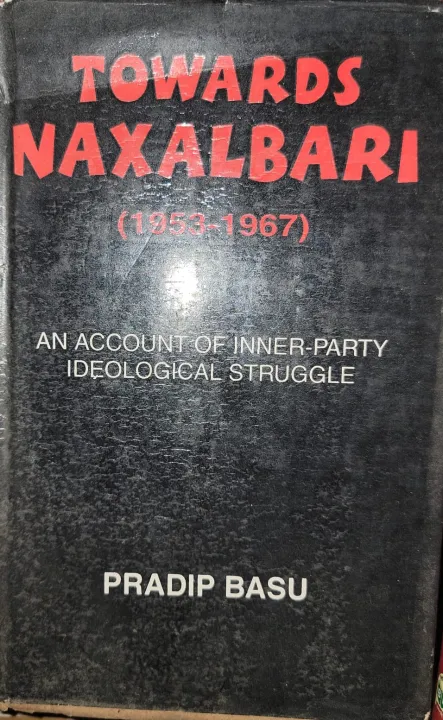 TOWARDS
NAXALBARI
(1953-1967)
AN ACCOUNT OF INNER-PARTY
IDEOLOGICAL STRUGGLE
PRADIP BASU